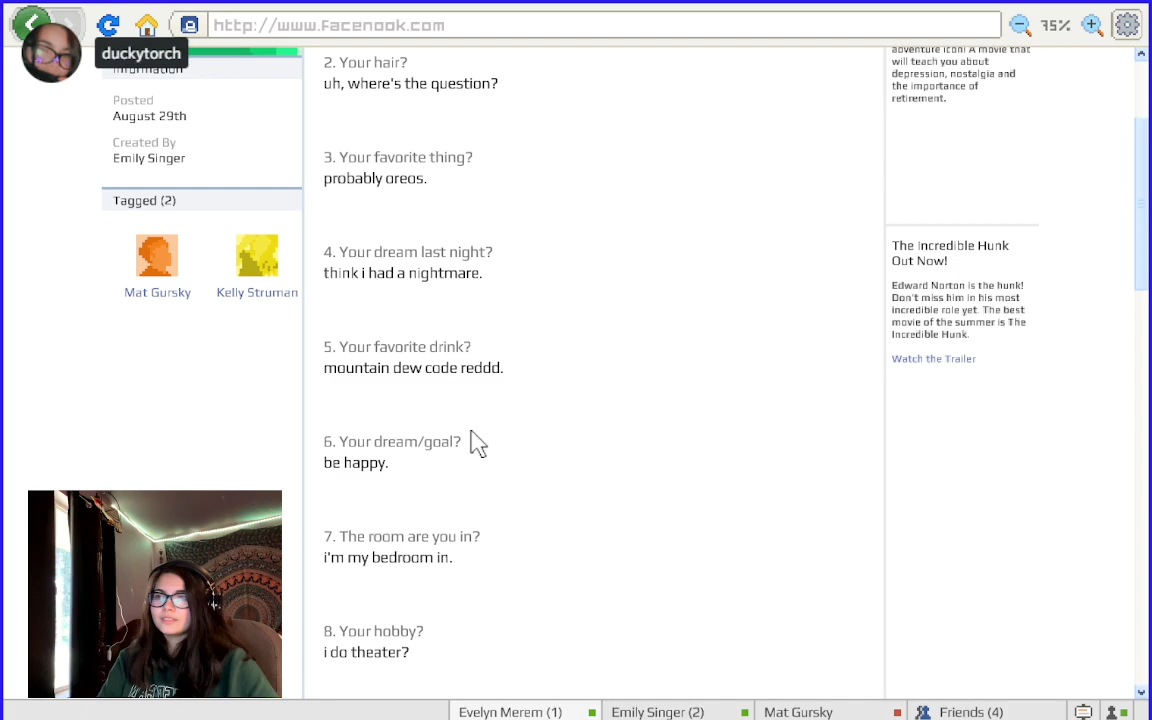 http://www.Facenook.com
75%
duckytorch
Information
Posted
August 29th
Created By
Emily Singer
Tagged (2)
Mat Gursky
Kelly Struman
2. Your hair?
uh, where's the question?
3. Your favorite thing?
probably oreos.
4. Your dream last night?
think i had a nightmare.
5. Your favorite drink?
mountain dew code reddd.
6. Your dream/goal?
be happy.
7. The room are you in?
i'm my bedroom in.
8. Your hobby?
i do theater?
adventure icon! A movie that
will teach you about
depression, nostalgia and
the importance of
retirement.
The Incredible Hunk
Out Now!
Edward Norton is the hunk!
Don't miss him in his most
incredible role yet. The best
movie of the summer is The
Incredible Hunk.
Watch the Trailer
Evelyn Merem (1)
Emily Singer (2)
Mat Gursky
Friends (4)